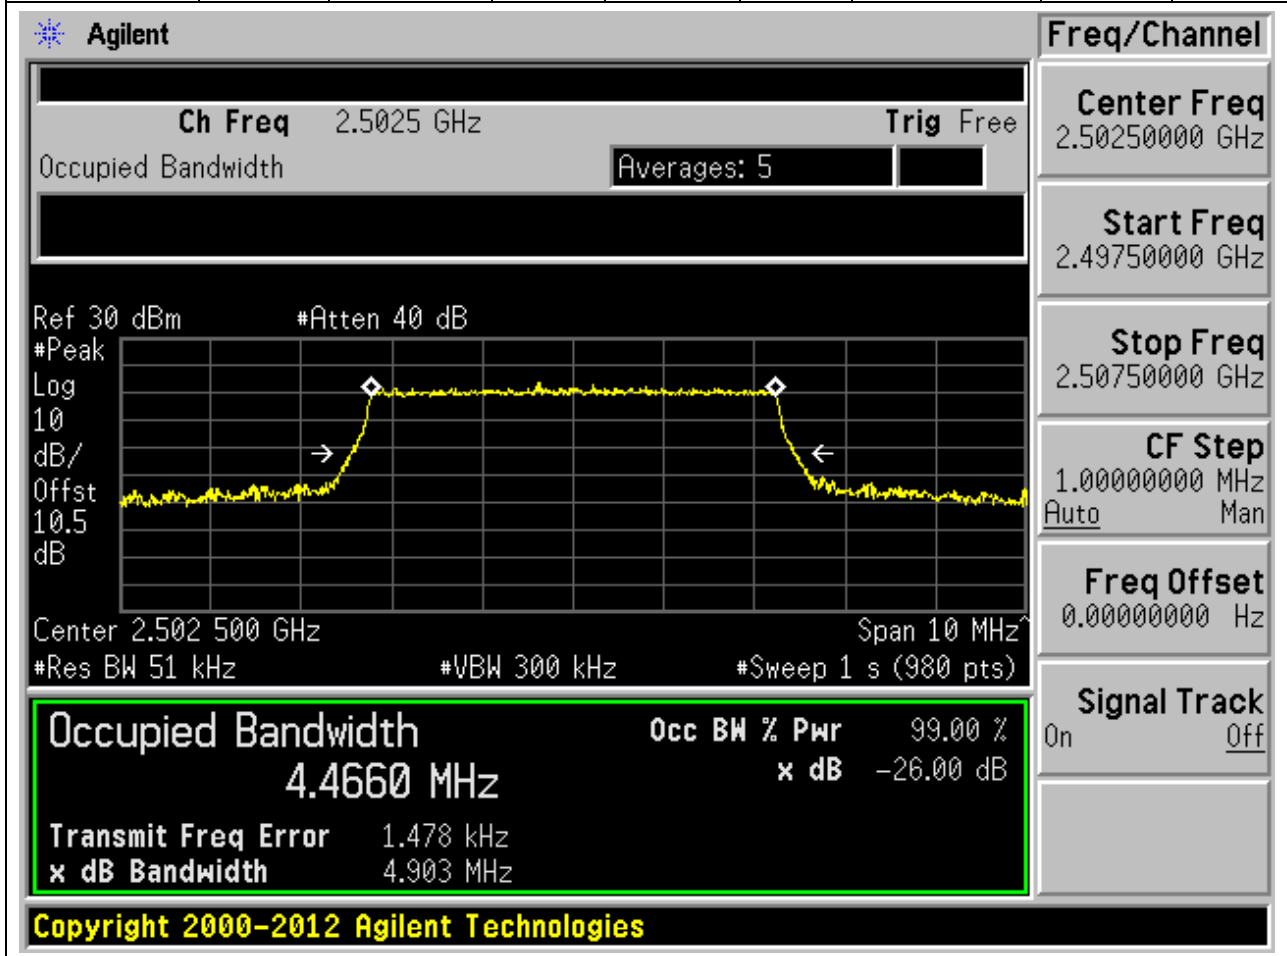 Agilent
Freq/Channel
Ch Freq 2.5025 GHz Trig Free
Occupied Bandwidth Averages: 5
Center Freq
2.50250000 GHz
Start Freq
2.49750000 GHz
Stop Freq
2.50750000 GHz
CF Step
1.00000000 MHz
Auto Man
Freq Offset
0.00000000 Hz
Signal Track
On Off
Ref 30 dBm #Atten 40 dB
#Peak
Log
10
dB/
Offst
10.5
dB
Center 2.502 500 GHz Span 10 MHz^
#Res BW 51 kHz #VBW 300 kHz #Sweep 1 s (980 pts)
Occupied Bandwidth Occ BW % Pwr 99.00 %
4.4660 MHz x dB -26.00 dB
Transmit Freq Error 1.478 kHz
x dB Bandwidth 4.903 MHz
Copyright 2000-2012 Agilent Technologies